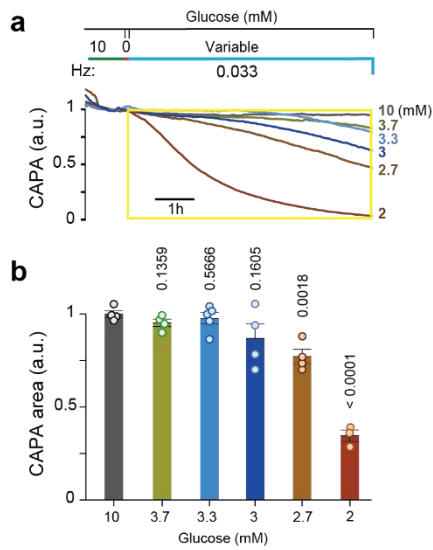 a
Glucose (mM)
10 0 Variable
Hz: 0.033
CAPA (a.u.)
1
0.5
0
10 (mM)
3.7
3.3
3
2.7
2
1h
b
0.1359
0.5666
0.1605
0.0018
< 0.0001
CAPA area (a.u.)
1
0.5
0
10 3.7 3.3 3 2.7 2
Glucose (mM)